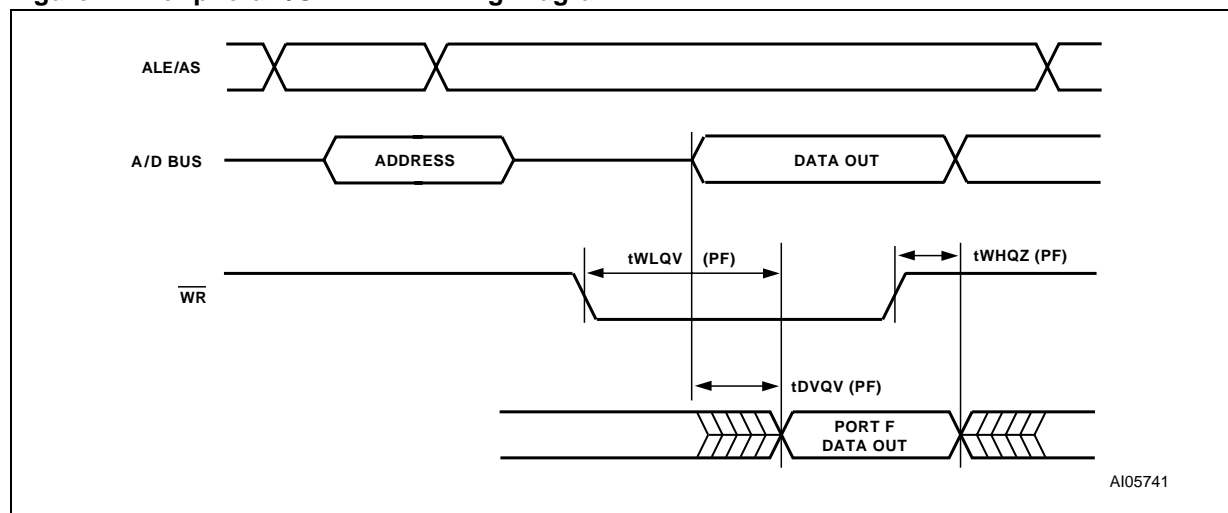 ALE/AS
A/D BUS
ADDRESS
DATA OUT
tWLQV (PF)
tWHQZ (PF)
WR
tDVQV (PF)
PORT F
DATA OUT
AI05741